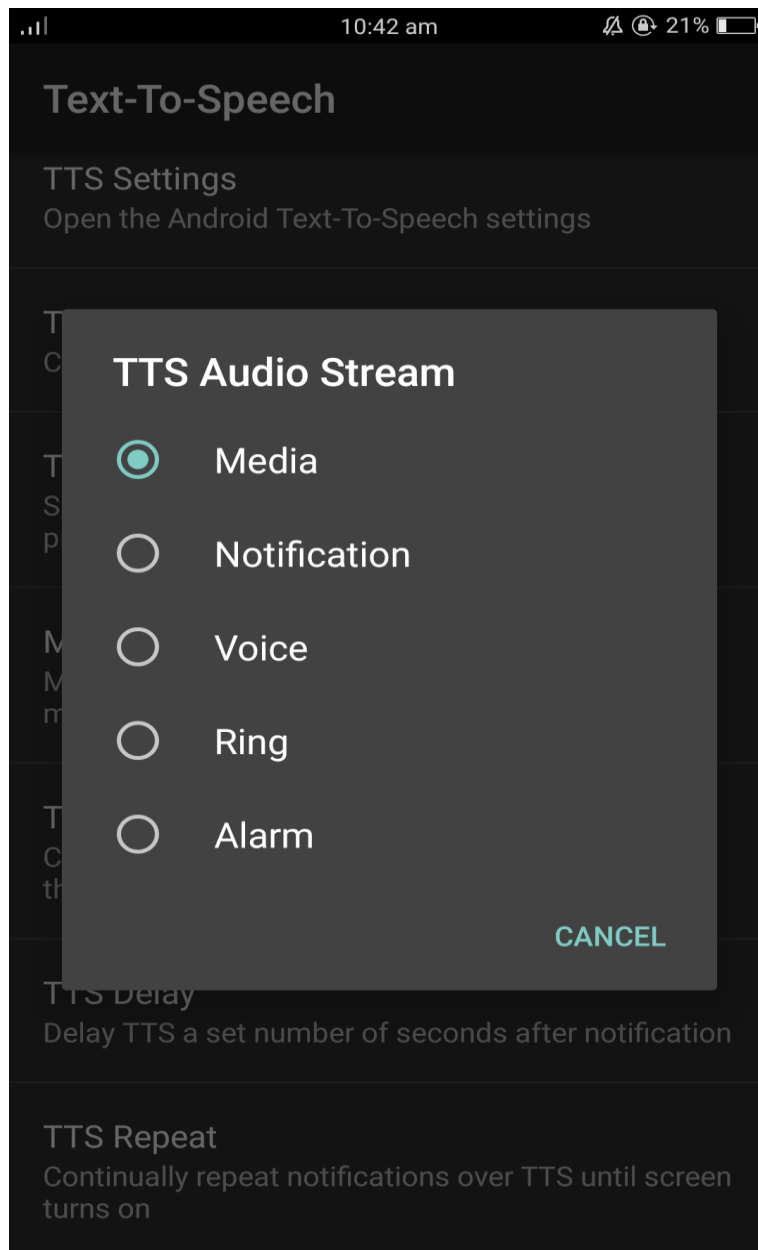 10:42 am
21%
Text-To-Speech
TTS Settings
Open the Android Text-To-Speech settings
TTS Audio Stream
Media
Notification
Voice
Ring
Alarm
CANCEL
TTS Delay
Delay TTS a set number of seconds after notification
TTS Repeat
Continually repeat notifications over TTS until screen
turns on